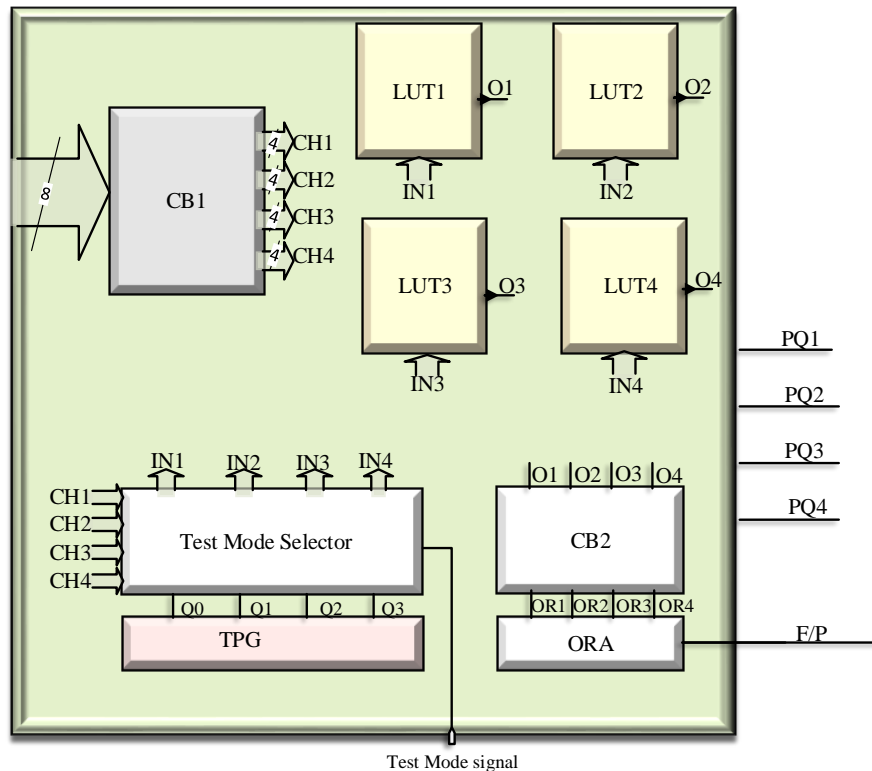 LUT1
O1
LUT2
O2
IN1
IN2
8
CB1
4
CH1
4
CH2
4
CH3
4
CH4
LUT3
O3
LUT4
O4
IN3
IN4
PQ1
PQ2
PQ3
PQ4
IN1
IN2
IN3
IN4
CH1
CH2
CH3
CH4
Test Mode Selector
Q0
Q1
Q2
Q3
TPG
O1
O2
O3
O4
CB2
OR1
OR2
OR3
OR4
ORA
F/P
Test Mode signal